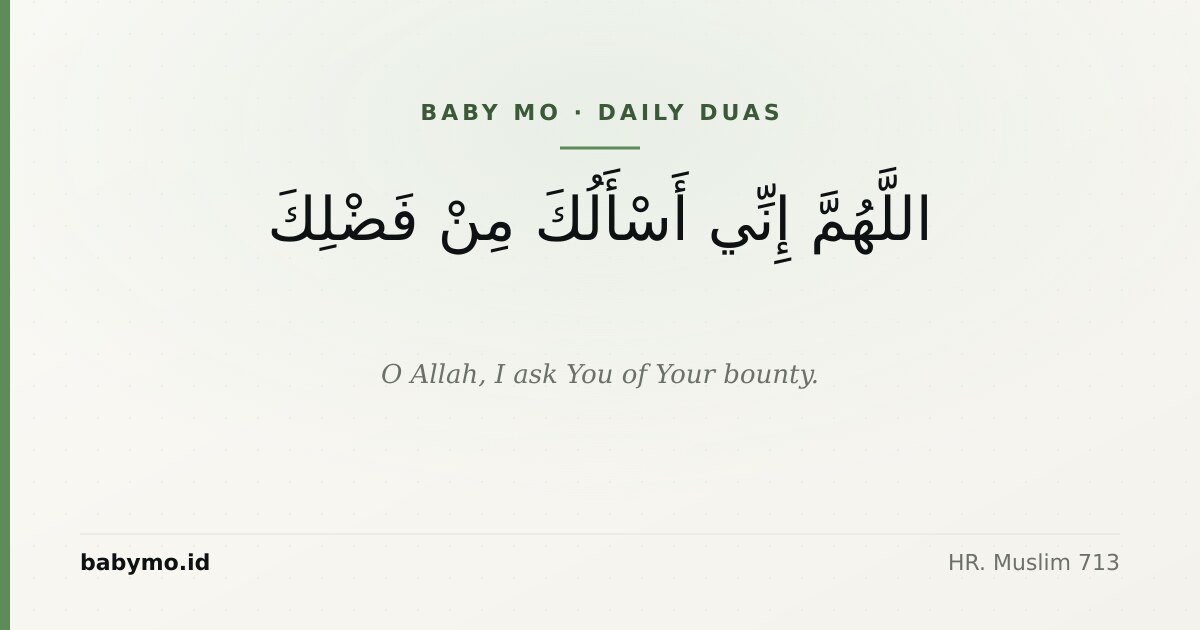 BABY MO · DAILY DUAS
اللَّهُمَّ إِنِّي أَسْأَلُكَ مِنْ فَضْلِكَ
O Allah, I ask You of Your bounty.
babymo.id
HR. Muslim 713